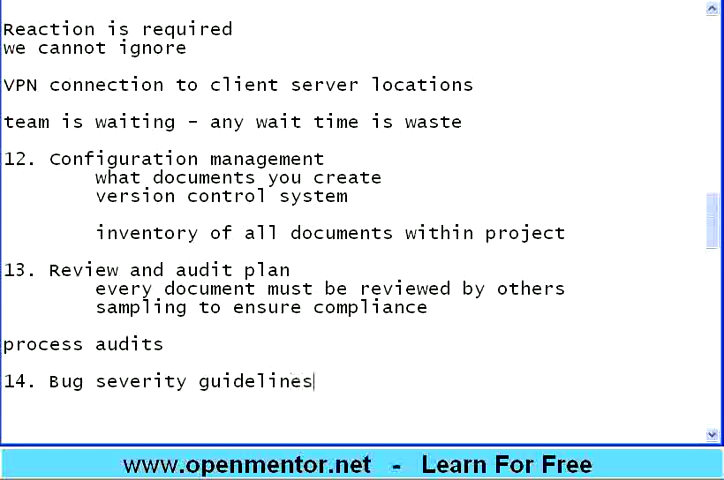 Reaction is required
we cannot ignore
VPN connection to client server locations
team is waiting - any wait time is waste
12. Configuration management
what documents you create
version control system
inventory of all documents within project
13. Review and audit plan
every document must be reviewed by others
sampling to ensure compliance
process audits
14. Bug severity guidelines
www.openmentor.net - Learn For Free